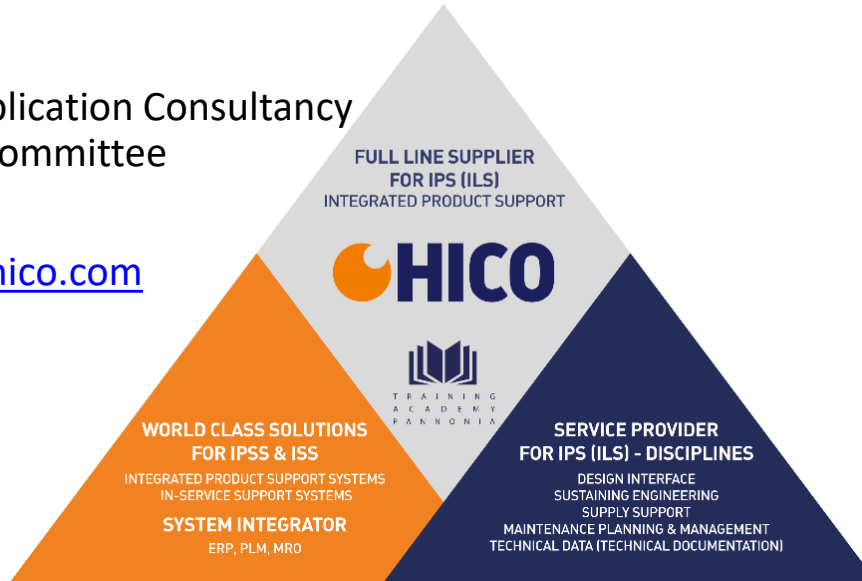 plication Consultancy
ommittee
hico.com
FULL LINE SUPPLIER
FOR IPS (ILS)
INTEGRATED PRODUCT SUPPORT
HICO
TRAINING
ACADEMY
PANNONIA
WORLD CLASS SOLUTIONS
FOR IPSS & ISS
INTEGRATED PRODUCT SUPPORT SYSTEMS
IN-SERVICE SUPPORT SYSTEMS
SYSTEM INTEGRATOR
ERP, PLM, MRO
SERVICE PROVIDER
FOR IPS (ILS) - DISCIPLINES
DESIGN INTERFACE
SUSTAINING ENGINEERING
SUPPLY SUPPORT
MAINTENANCE PLANNING & MANAGEMENT
TECHNICAL DATA (TECHNICAL DOCUMENTATION)